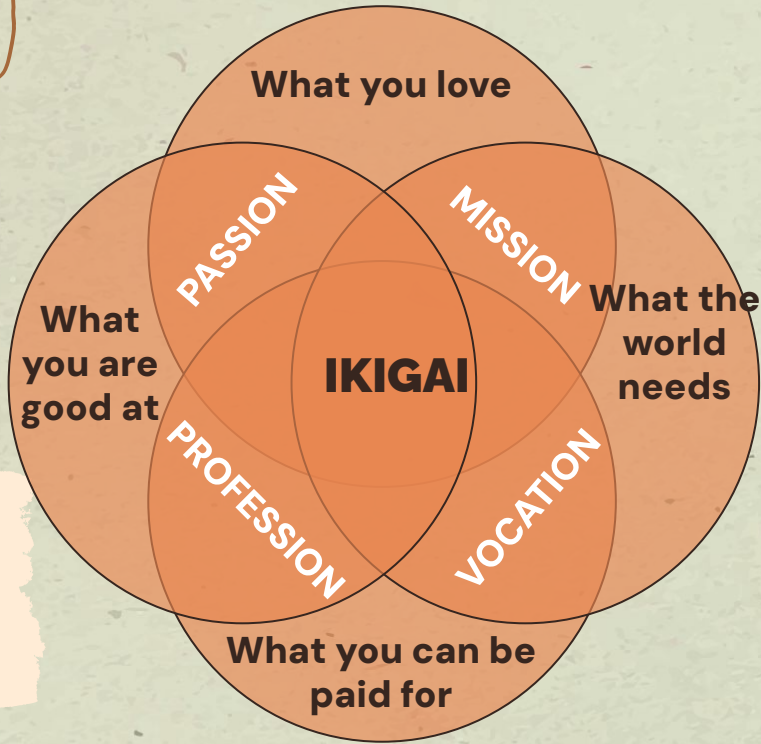 What you love
PASSION
MISSION
What
you are
good at
What the
world
needs
IKIGAI
PROFESSION
VOCATION
What you can be
paid for